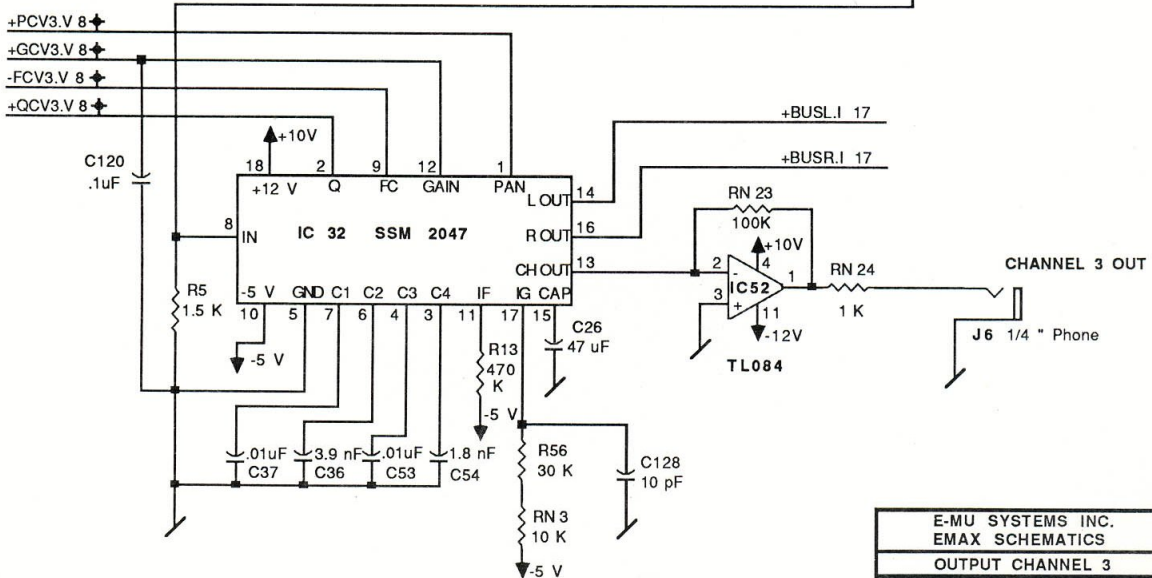 +PCV3.V 8
+GCV3.V 8
-FCV3.V 8
+QCV3.V 8
+BUSL.I 17
+BUSR.I 17
+10V
C120
.1uF
18
2
9
12
1
+12 V
Q
FC
GAIN
PAN
L OUT
14
8
IN
IC 32 SSM 2047
R OUT
16
CH OUT
13
RN 23
100K
+10V
2
-
4
3
+
IC52
1
11
-12V
TL084
RN 24
1 K
CHANNEL 3 OUT
J6 1/4 " Phone
R5
1.5 K
-5 V
GND
C1
C2
C3
C4
IF
IG
CAP
10
5
7
6
4
3
11
17
15
-5 V
C26
47 uF
R13
470
K
-5 V
.01uF
C37
3.9 nF
C36
.01uF
C53
1.8 nF
C54
R56
30 K
C128
10 pF
RN 3
10 K
-5 V
E-MU SYSTEMS INC.
EMAX SCHEMATICS
OUTPUT CHANNEL 3